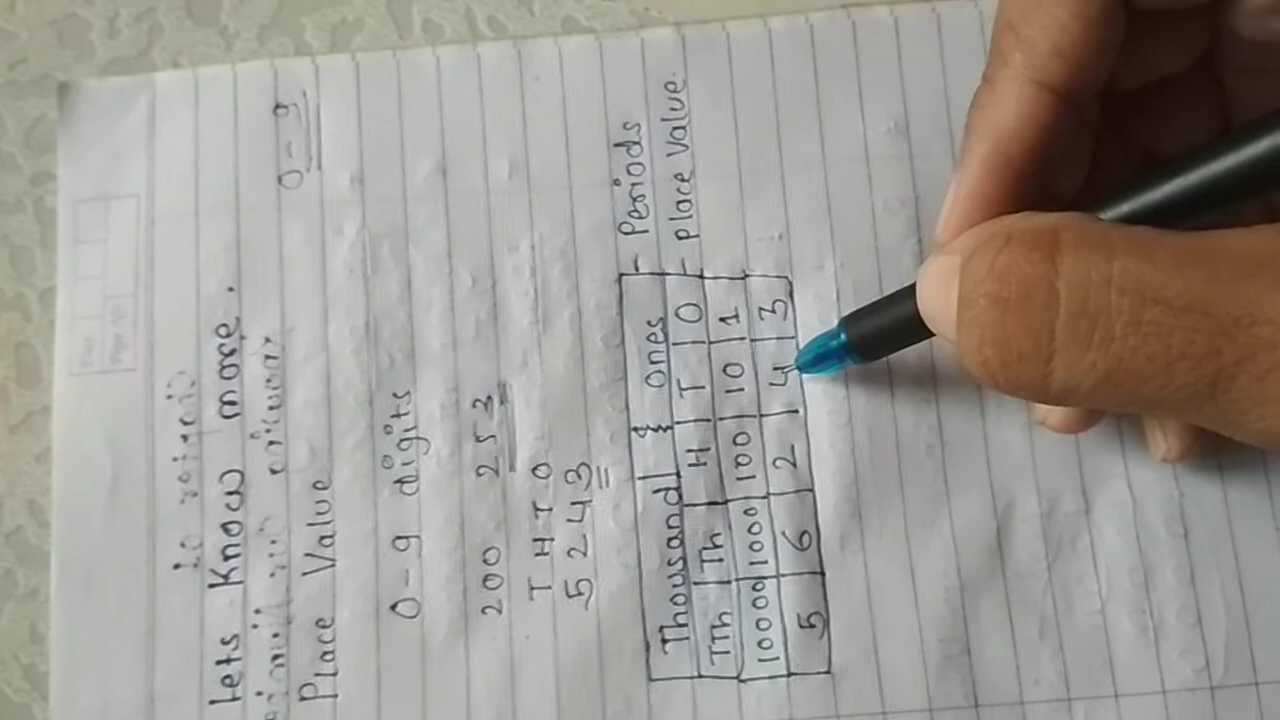 Lets Know more.
Place Value
0-9
0-9 digits
200 253
T H T O
5 2 4 3
Thousand Ones - Periods
TTh Th H T O - place value.
10000 1000 100 10 1
5 6 2 4 3